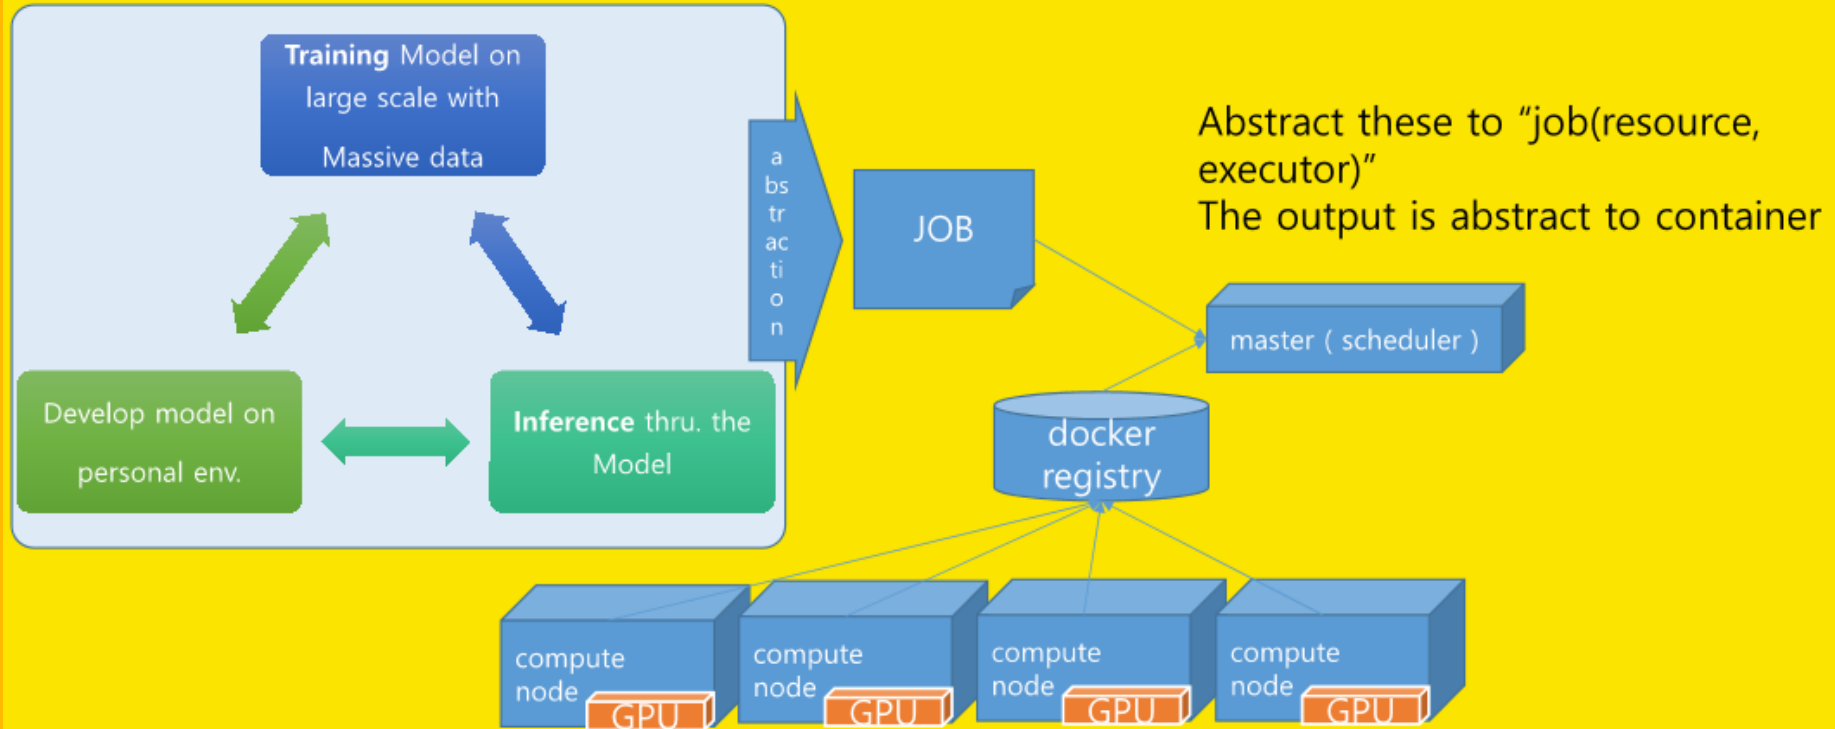 Training Model on
large scale with
Massive data
Develop model on
personal env.
Inference thru. the
Model
a
bs
tr
ac
ti
o
n
JOB
Abstract these to “job(resource,
executor)”
The output is abstract to container
master ( scheduler )
docker
registry
compute
node
GPU
compute
node
GPU
compute
node
GPU
compute
node
GPU